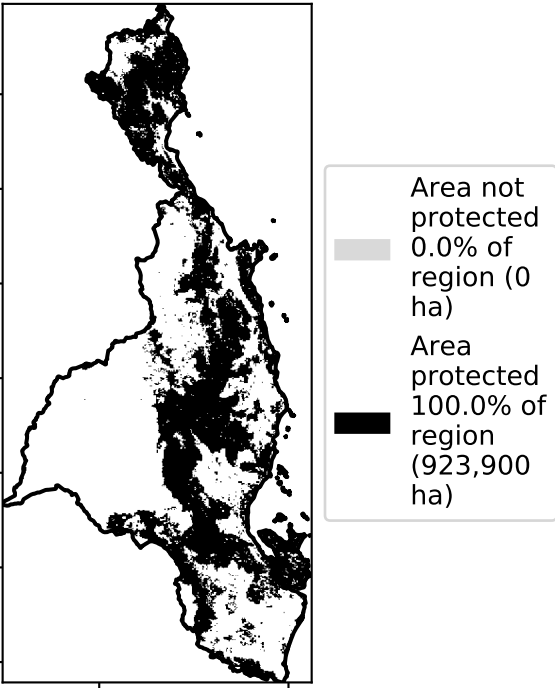 Area not
protected
0.0% of
region (0
ha)
Area
protected
100.0% of
region
(923,900
ha)